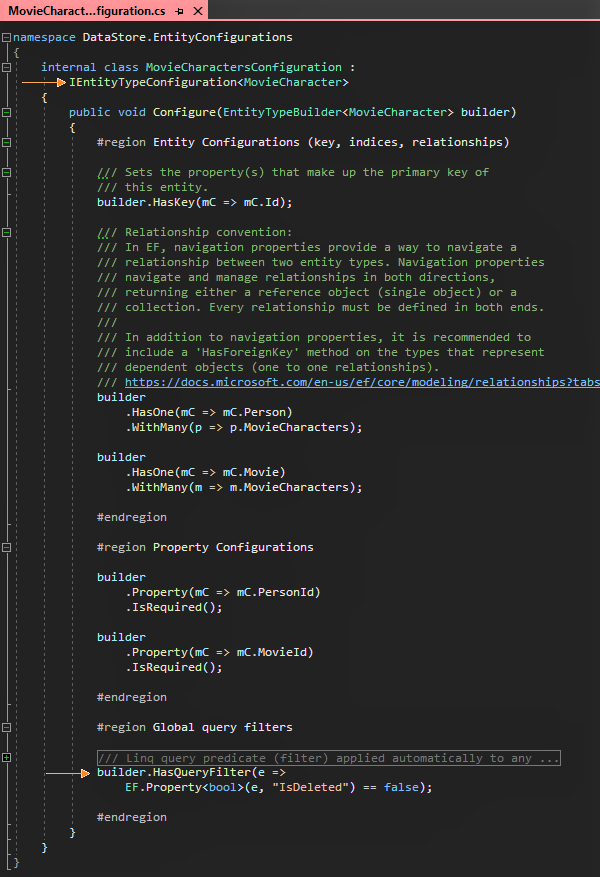 MovieCharact...figuration.cs
namespace DataStore.EntityConfigurations
{
internal class MovieCharactersConfiguration :
IEntityTypeConfiguration<MovieCharacter>
{
public void Configure(EntityTypeBuilder<MovieCharacter> builder)
{
#region Entity Configurations (key, indices, relationships)
/// Sets the property(s) that make up the primary key of
/// this entity.
builder.HasKey(mC => mC.Id);
/// Relationship convention:
/// In EF, navigation properties provide a way to navigate a
/// relationship between two entity types. Navigation properties
/// navigate and manage relationships in both directions,
/// returning either a reference object (single object) or a
/// collection. Every relationship must be defined in both ends.
///
/// In addition to navigation properties, it is recommended to
/// include a 'HasForeignKey' method on the types that represent
/// dependent objects (one to one relationships).
/// https://docs.microsoft.com/en-us/ef/core/modeling/relationships?tabs
builder
.HasOne(mC => mC.Person)
.WithMany(p => p.MovieCharacters);
builder
.HasOne(mC => mC.Movie)
.WithMany(m => m.MovieCharacters);
#endregion
#region Property Configurations
builder
.Property(mC => mC.PersonId)
.IsRequired();
builder
.Property(mC => mC.MovieId)
.IsRequired();
#endregion
#region Global query filters
/// Linq query predicate (filter) applied automatically to any ...
builder.HasQueryFilter(e =>
EF.Property<bool>(e, "IsDeleted") == false);
#endregion
}
}
}